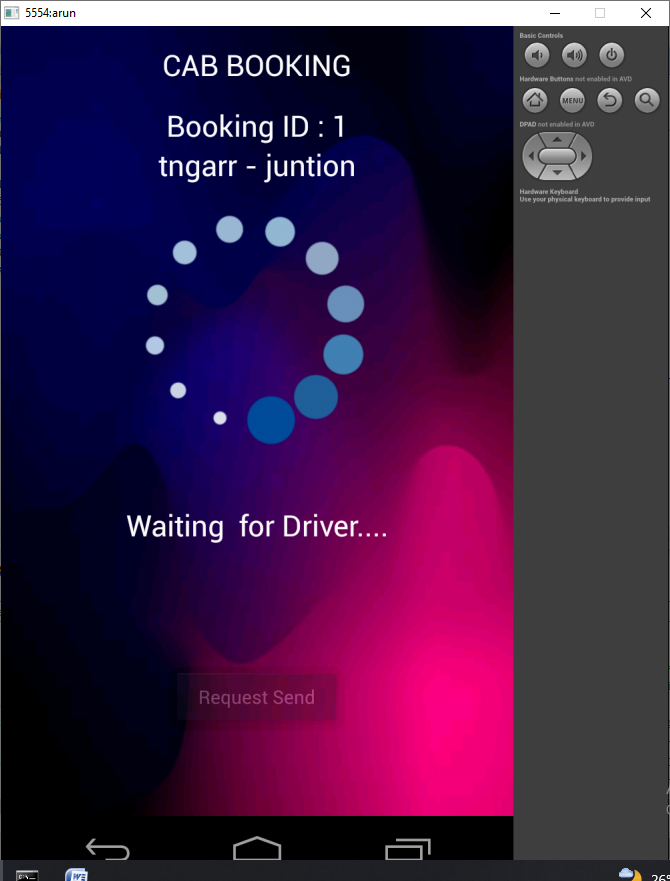 5554:arun
CAB BOOKING
Booking ID : 1
tngarr - juntion
Waiting  for Driver....
Request Send
Basic Controls
Hardware Buttons not enabled in AVD
MENU
DPAD not enabled in AVD
Hardware Keyboard
Use your physical keyboard to provide input